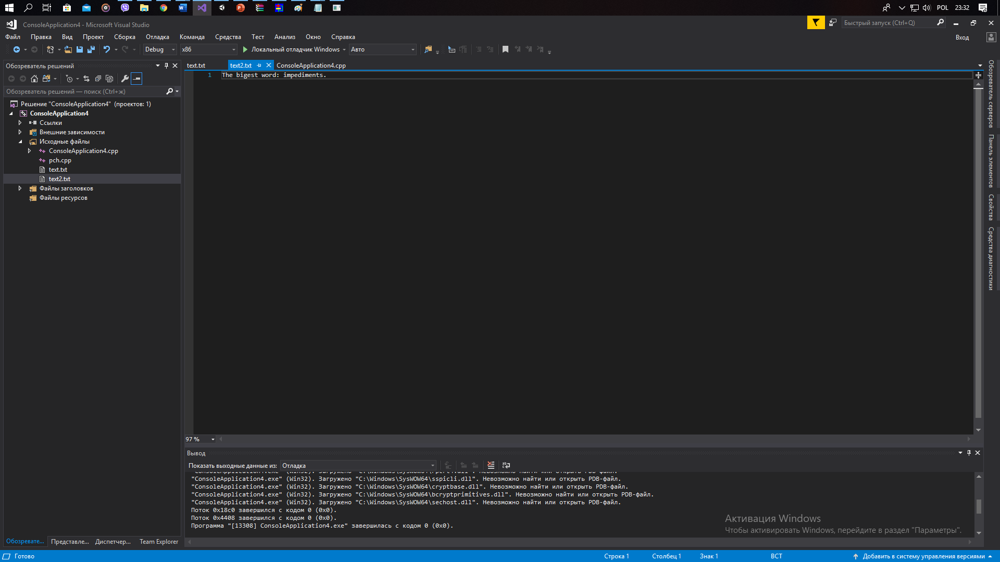 POL 23:32
ConsoleApplication4 - Microsoft Visual Studio
Быстрый запуск (Ctrl+Q)
Файл Правка Вид Проект Сборка Отладка Команда Средства Тест Анализ Окно Справка
Вход
Debug x86 Локальный отладчик Windows Авто
Обозреватель решений
text.txt text2.txt ConsoleApplication4.cpp
1 The bigest word: impediments.
Обозреватель решений — поиск (Ctrl+ж)
Решение "ConsoleApplication4" (проектов: 1)
ConsoleApplication4
Ссылки
Внешние зависимости
Исходные файлы
ConsoleApplication4.cpp
pch.cpp
text.txt
text2.txt
Файлы заголовков
Файлы ресурсов
Обозреватель серверов
Панель элементов
Свойства
Средства диагностики
97 %
Вывод
Показать выходные данные из: Отладка
"ConsoleApplication4.exe" (Win32). Загружено "C:\Windows\SysWOW64\sspicli.dll". Невозможно найти или открыть PDB-файл.
"ConsoleApplication4.exe" (Win32). Загружено "C:\Windows\SysWOW64\cryptbase.dll". Невозможно найти или открыть PDB-файл.
"ConsoleApplication4.exe" (Win32). Загружено "C:\Windows\SysWOW64\bcryptprimitives.dll". Невозможно найти или открыть PDB-файл.
"ConsoleApplication4.exe" (Win32). Загружено "C:\Windows\SysWOW64\sechost.dll". Невозможно найти или открыть PDB-файл.
Поток 0x18c0 завершился с кодом 0 (0x0).
Поток 0x4408 завершился с кодом 0 (0x0).
Программа "[13308] ConsoleApplication4.exe" завершилась с кодом 0 (0x0).
Активация Windows
Чтобы активировать Windows, перейдите в раздел "Параметры".
Обозревате... Представле... Диспетчер... Team Explorer
Готово Строка 1 Столбец 1 Знак 1 ВСТ Добавить в систему управления версиями